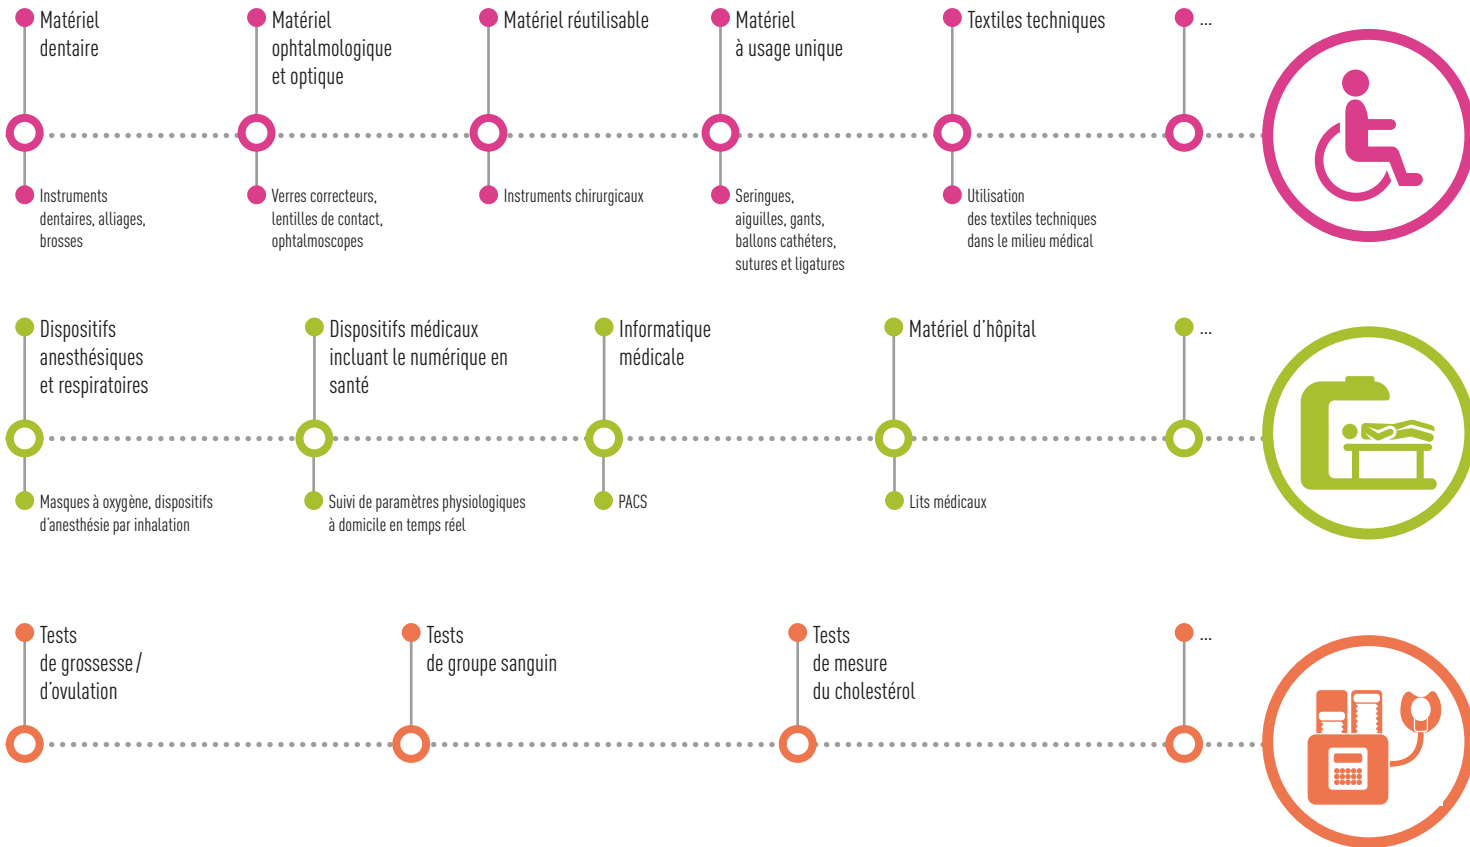 Matériel
dentaire
Matériel
ophtalmologique
et optique
Matériel réutilisable
Matériel
à usage unique
Textiles techniques
...
Instruments
dentaires, alliages,
brosses
Verres correcteurs,
lentilles de contact,
ophtalmoscopes
Instruments chirurgicaux
Seringues,
aiguilles, gants,
ballons cathéters,
sutures et ligatures
Utilisation
des textiles techniques
dans le milieu médical
Dispositifs
anesthésiques
et respiratoires
Dispositifs médicaux
incluant le numérique en
santé
Informatique
médicale
Matériel d'hôpital
...
Masques à oxygène, dispositifs
d'anesthésie par inhalation
Suivi de paramètres physiologiques
à domicile en temps réel
PACS
Lits médicaux
Tests
de grossesse/
d'ovulation
Tests
de groupe sanguin
Tests
de mesure
du cholestérol
...